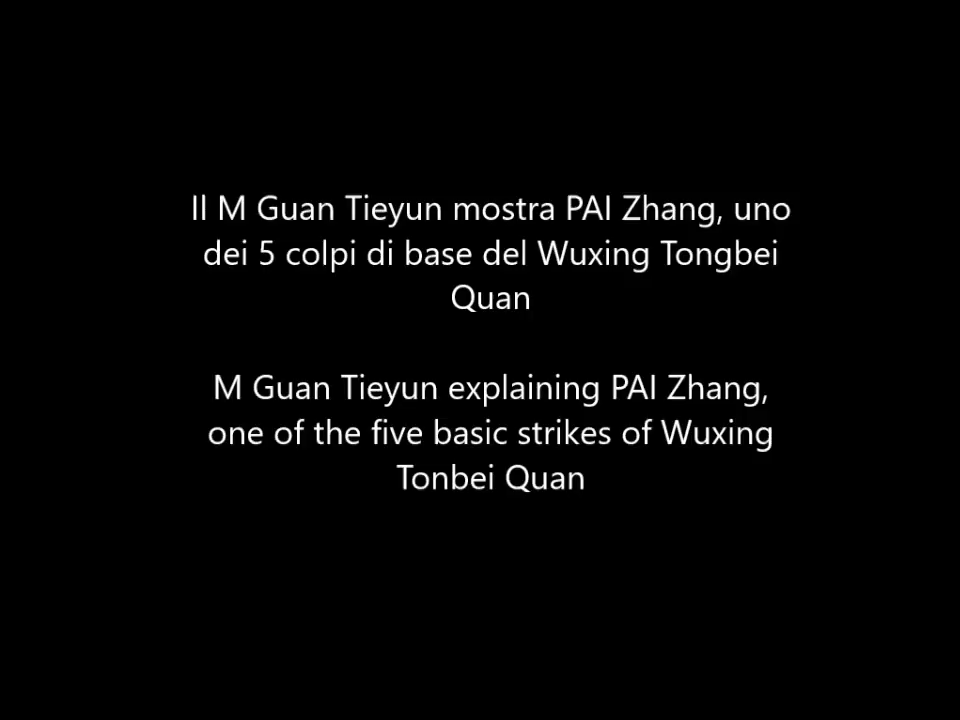 Il M Guan Tieyun mostra PAI Zhang, uno
dei 5 colpi di base del Wuxing Tongbei
Quan
M Guan Tieyun explaining PAI Zhang,
one of the five basic strikes of Wuxing
Tonbei Quan